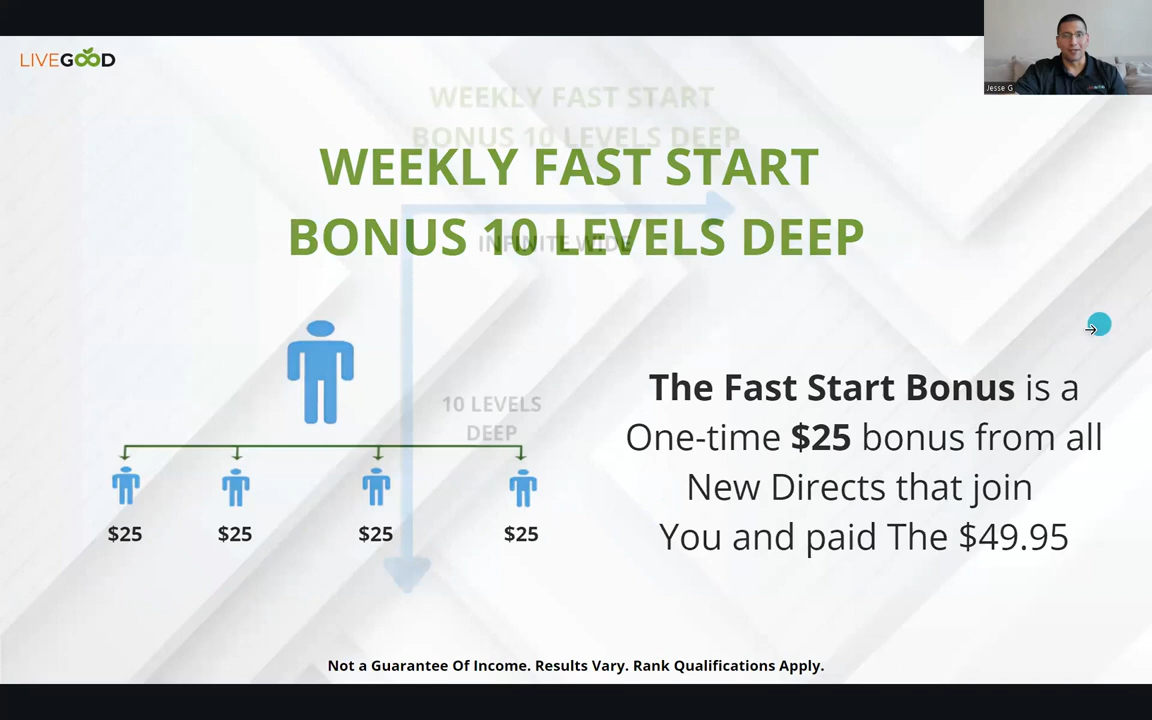 LIVEGOOD
Jesse G
WEEKLY FAST START
BONUS 10 LEVELS DEEP
WEEKLY FAST START
BONUS 10 LEVELS DEEP
INFINITE WIDE
10 LEVELS
DEEP
$25
$25
$25
$25
The Fast Start Bonus is a
One-time $25 bonus from all
New Directs that join
You and paid The $49.95
Not a Guarantee Of Income. Results Vary. Rank Qualifications Apply.